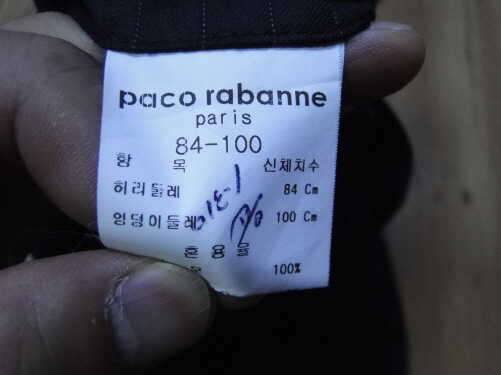 paco rabanne
paris
84-100
항 목 신체치수
허리둘레 84 Cm
엉덩이둘레 100 Cm
혼 용 율
100%